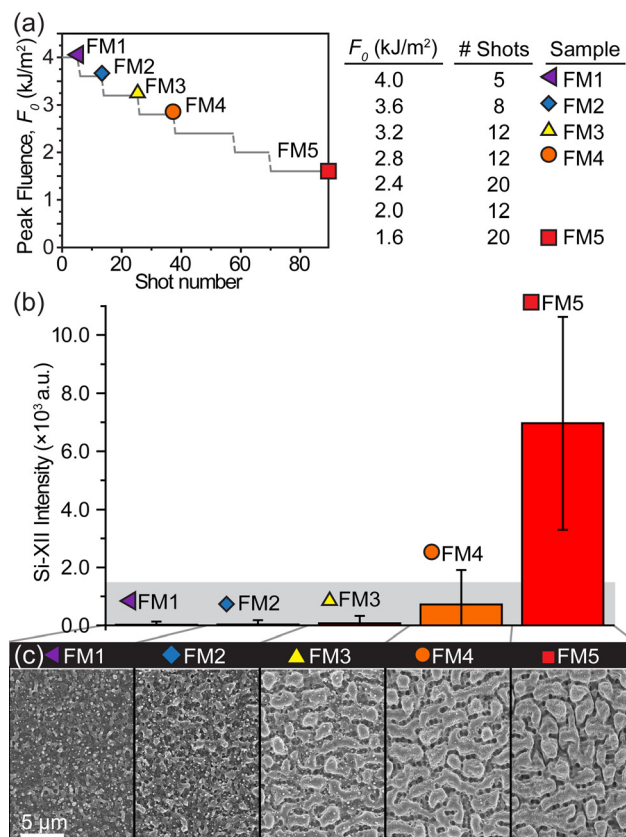 (a)
FM1
FM2
FM3
FM4
FM5
4
3
2
1
0
0 20 40 60 80
Peak Fluence, F₀ (kJ/m²)
Shot number
F₀ (kJ/m²) # Shots Sample
4.0 5 FM1
3.6 8 FM2
3.2 12 FM3
2.8 12 FM4
2.4 20
2.0 12
1.6 20 FM5
(b)
10.0
8.0
6.0
4.0
2.0
0.0
Si-XII Intensity (×10³ a.u.)
FM1
FM2
FM3
FM4
FM5
(c) FM1 FM2 FM3 FM4 FM5
5 µm